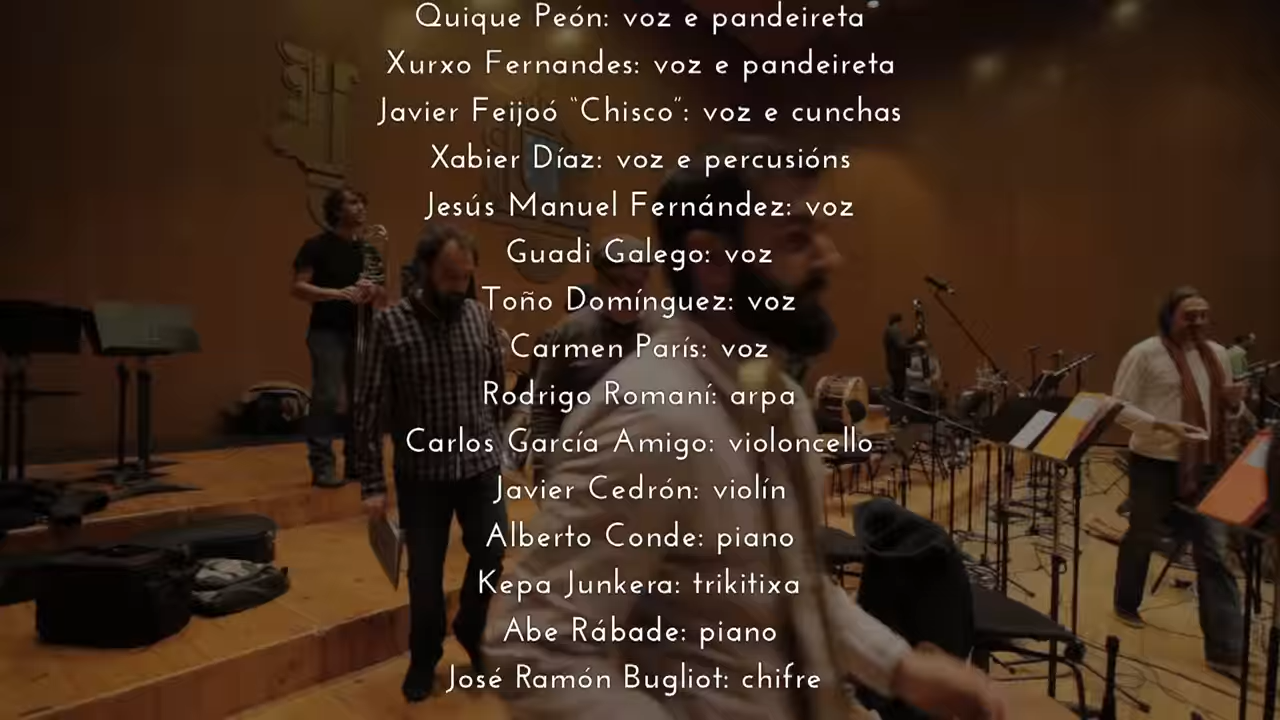 Quique Peón: voz e pandeireta
Xurxo Fernandes: voz e pandeireta
Javier Feijoó “Chisco”: voz e cunchas
Xabier Díaz: voz e percusións
Jesús Manuel Fernández: voz
Guadi Galego: voz
Toño Domínguez: voz
Carmen París: voz
Rodrigo Romaní: arpa
Carlos García Amigo: violoncello
Javier Cedrón: violín
Alberto Conde: piano
Kepa Junkera: trikitixa
Abe Rábade: piano
José Ramón Bugliot: chifre